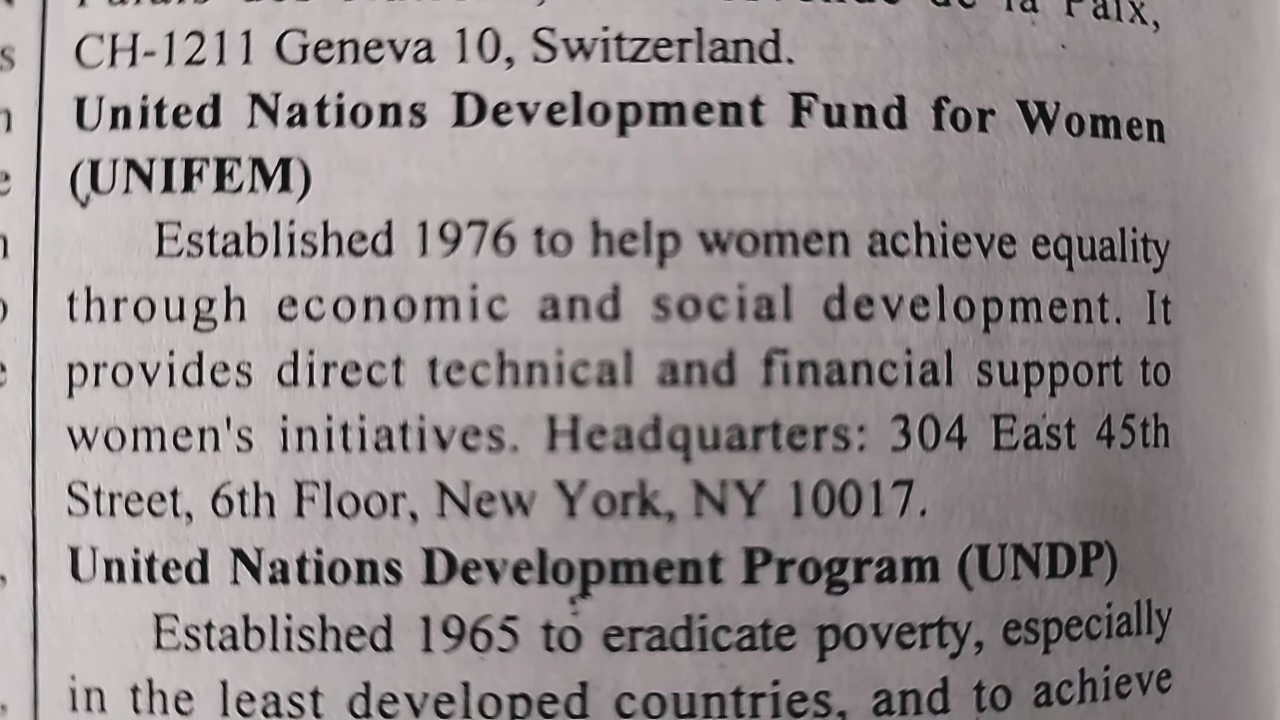 de la Paix,
CH-1211 Geneva 10, Switzerland.
United Nations Development Fund for Women
(UNIFEM)
Established 1976 to help women achieve equality
through economic and social development. It
provides direct technical and financial support to
women's initiatives. Headquarters: 304 East 45th
Street, 6th Floor, New York, NY 10017.
United Nations Development Program (UNDP)
Established 1965 to eradicate poverty, especially
in the least developed countries, and to achieve